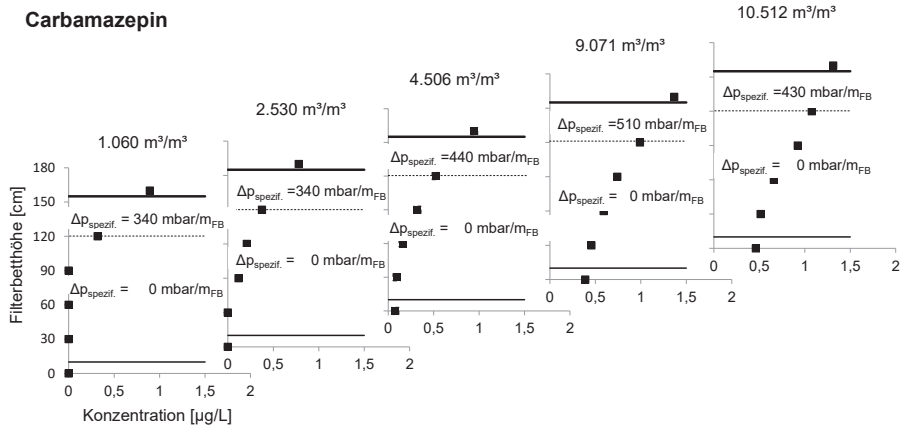 Carbamazepin
1.060 m³/m³
2.530 m³/m³
4.506 m³/m³
9.071 m³/m³
10.512 m³/m³
Filterbetthöhe [cm]
180
150
120
90
60
30
0
Δpspezif. = 340 mbar/mFB
Δpspezif. = 0 mbar/mFB
0 0,5 1 1,5 2
Konzentration [µg/L]
Δpspezif. =340 mbar/mFB
Δpspezif. = 0 mbar/mFB
0 0,5 1 1,5 2
Δpspezif. =440 mbar/mFB
Δpspezif. = 0 mbar/mFB
0 0,5 1 1,5 2
Δpspezif. =510 mbar/mFB
Δpspezif. = 0 mbar/mFB
0 0,5 1 1,5 2
Δpspezif. =430 mbar/mFB
Δpspezif. = 0 mbar/mFB
0 0,5 1 1,5 2